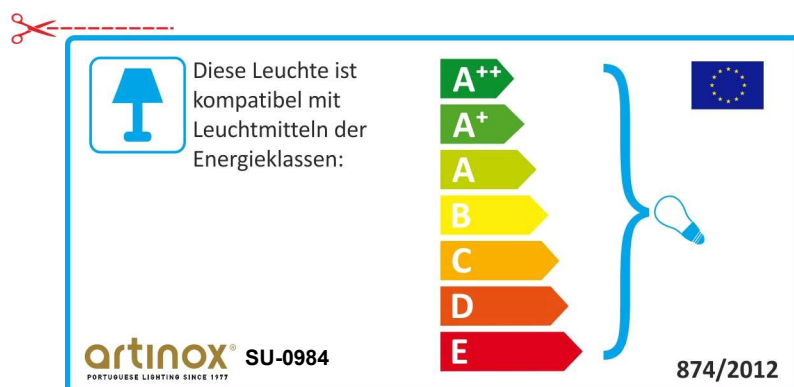 Diese Leuchte ist
kompatibel mit
Leuchtmitteln der
Energieklassen:
A++
A+
A
B
C
D
E
artinox® SU-0984
PORTUGUESE LIGHTING SINCE 1977
874/2012